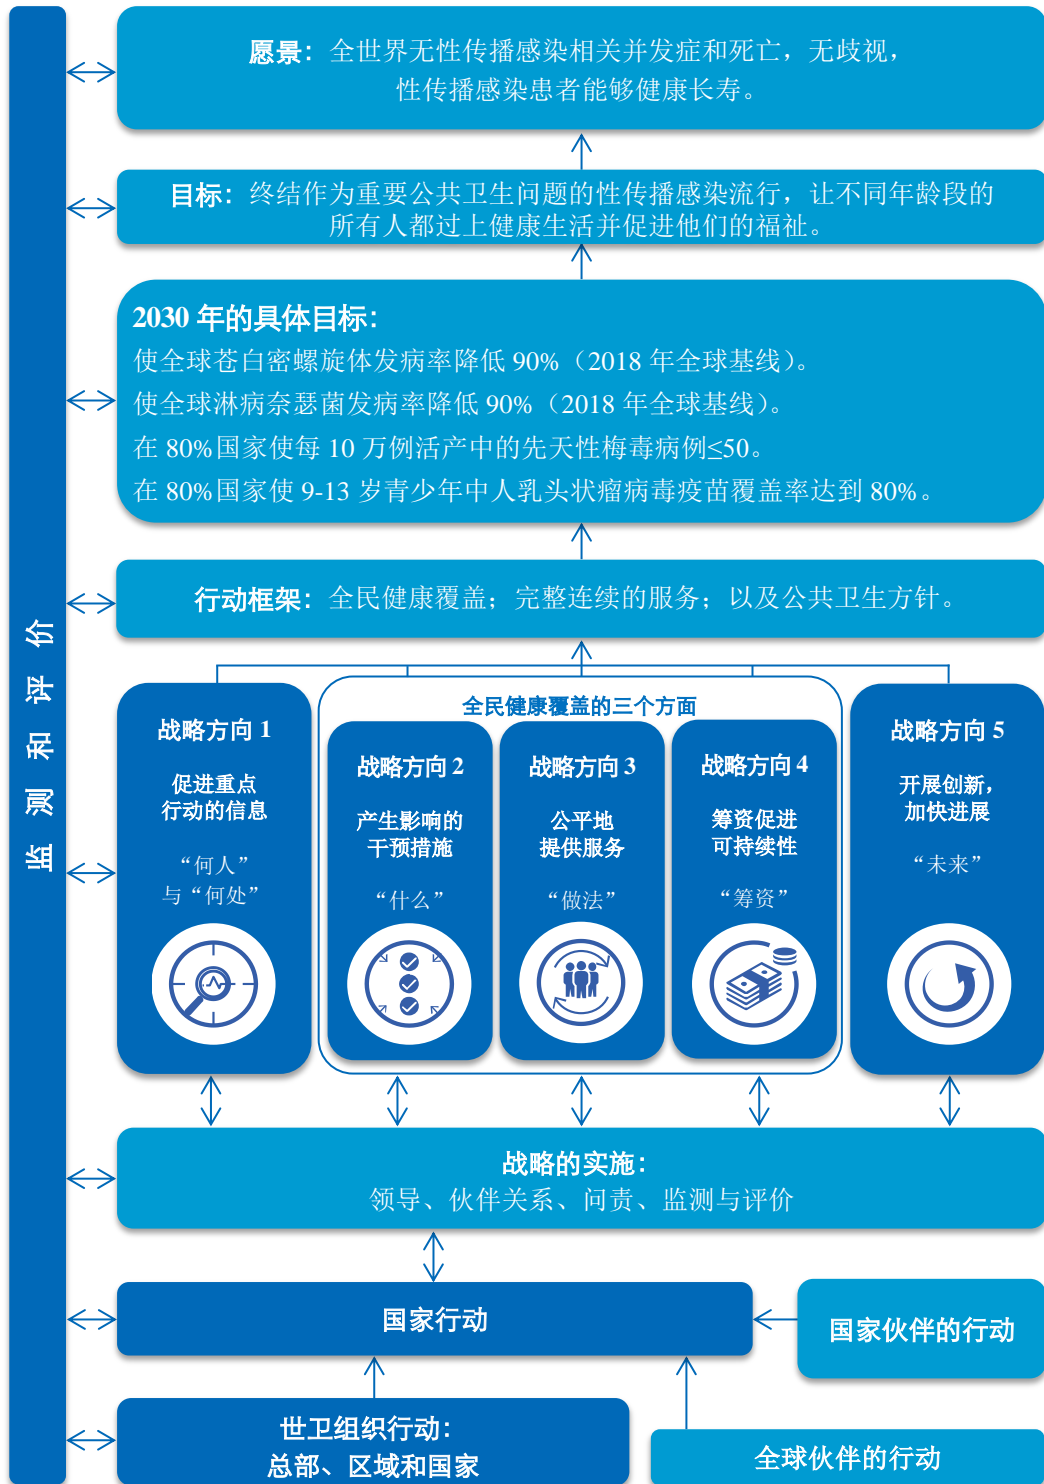 监测和评价
愿景：全世界无性传播感染相关并发症和死亡，无歧视，
性传播感染患者能够健康长寿。
目标：终结作为重要公共卫生问题的性传播感染流行，让不同年龄段的
所有人都过上健康生活并促进他们的福祉。
2030 年的具体目标：
使全球苍白密螺旋体发病率降低 90%（2018 年全球基线）。
使全球淋病奈瑟菌发病率降低 90%（2018 年全球基线）。
在 80%国家使每 10 万例活产中的先天性梅毒病例≤50。
在 80%国家使 9-13 岁青少年中人乳头状瘤病毒疫苗覆盖率达到 80%。
行动框架：全民健康覆盖；完整连续的服务；以及公共卫生方针。
战略方向 1
促进重点
行动的信息
“何人”
与“何处”
全民健康覆盖的三个方面
战略方向 2
产生影响的
干预措施
“什么”
战略方向 3
公平地
提供服务
“做法”
战略方向 4
筹资促进
可持续性
“筹资”
战略方向 5
开展创新，
加快进展
“未来”
战略的实施：
领导、伙伴关系、问责、监测与评价
国家行动
国家伙伴的行动
世卫组织行动：
总部、区域和国家
全球伙伴的行动